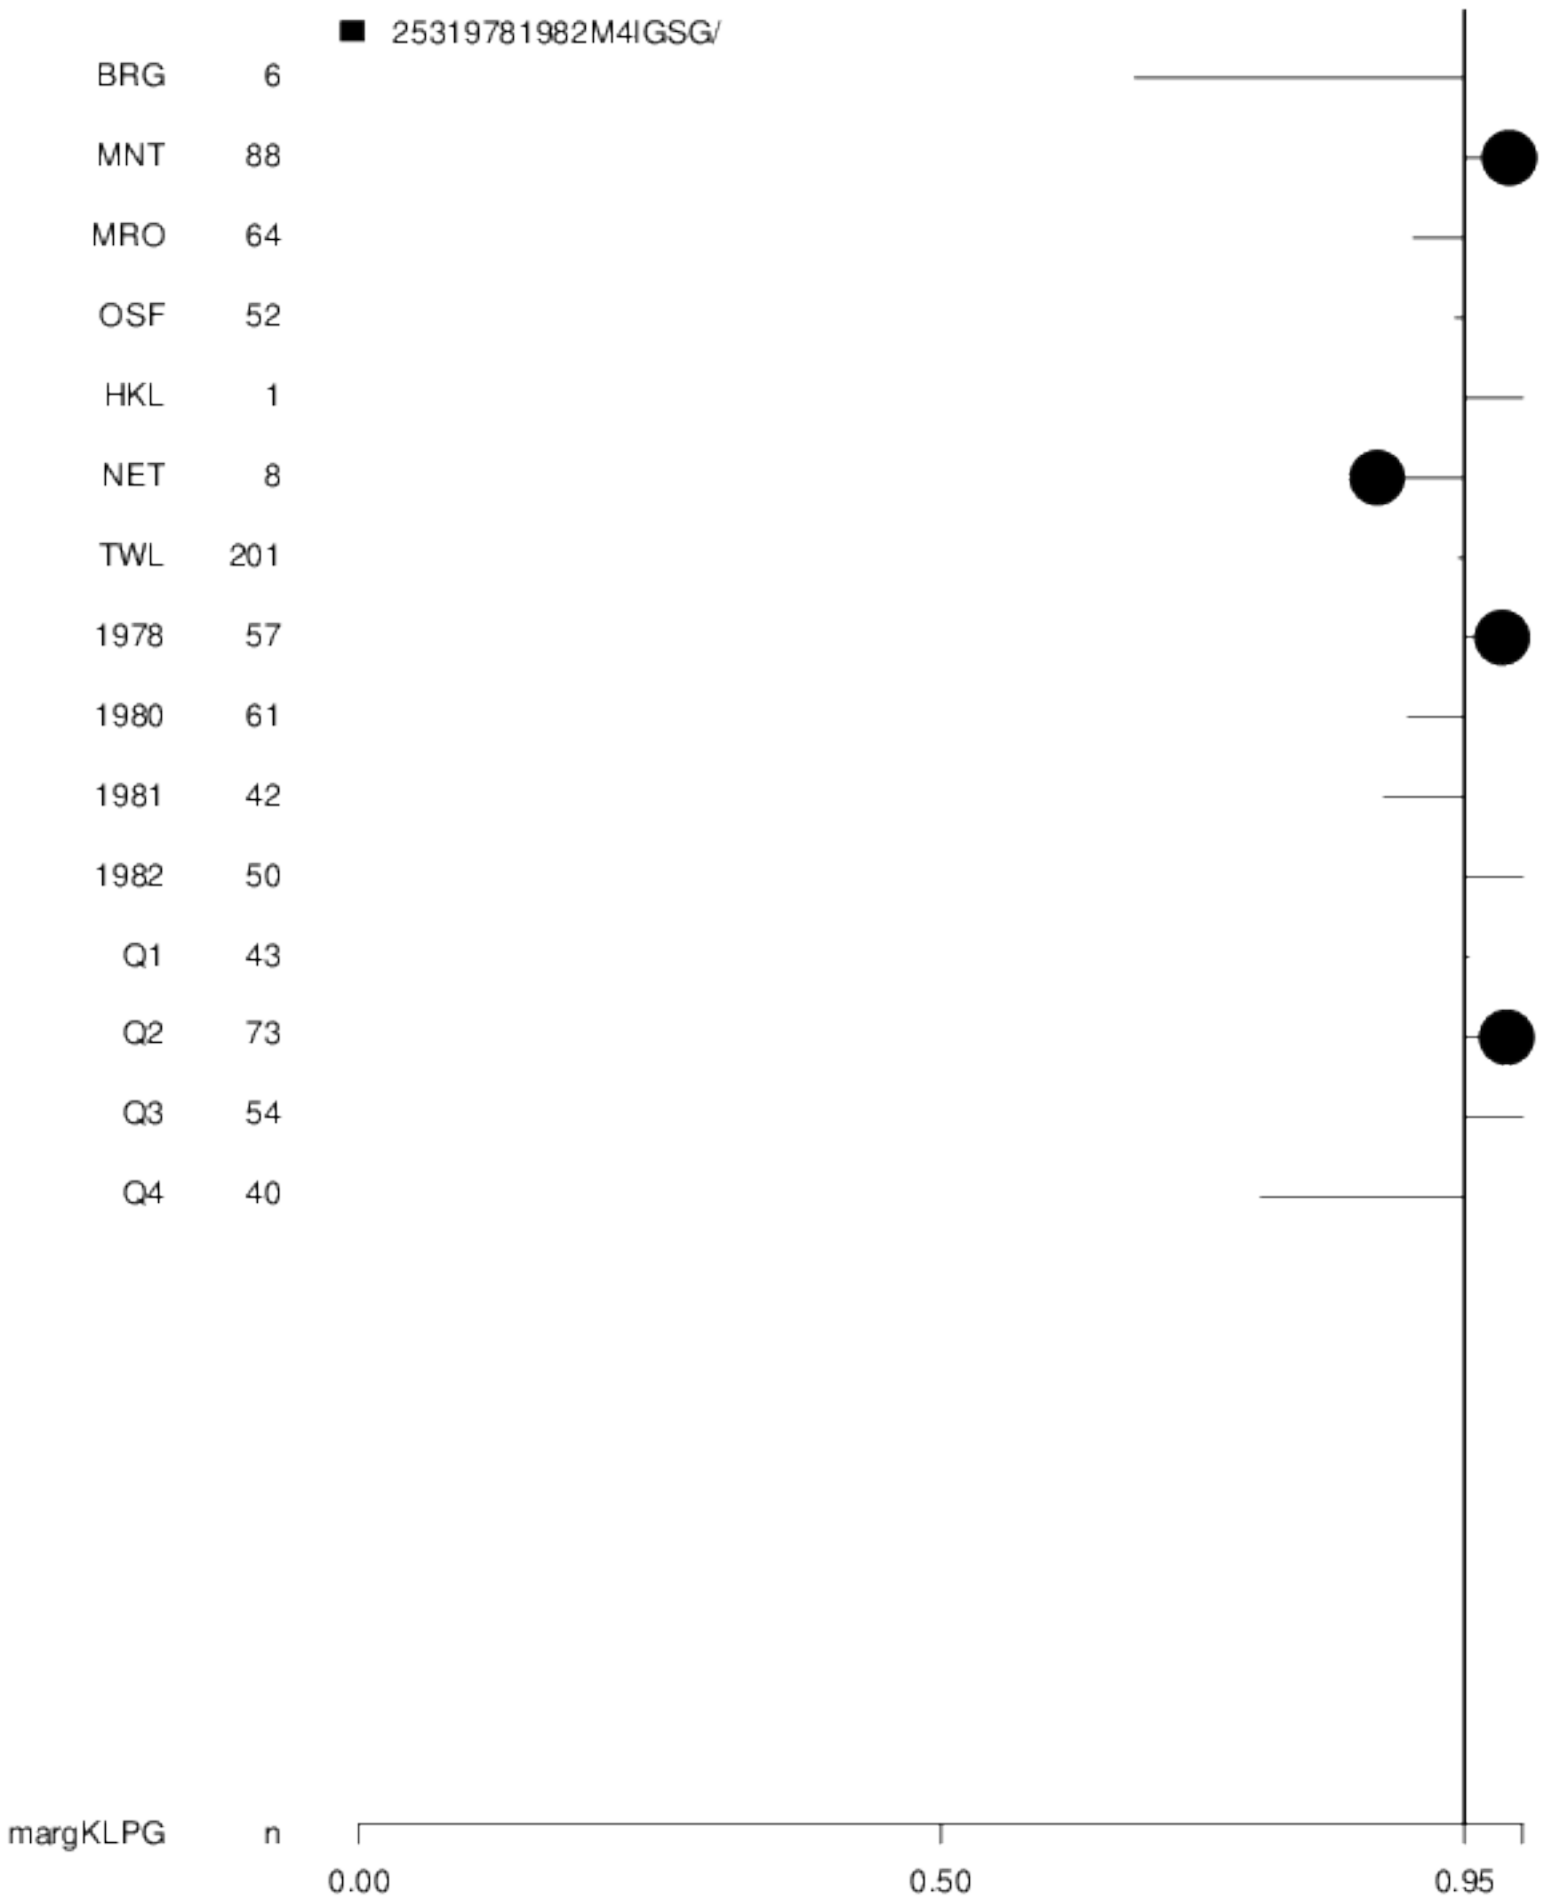 25319781982M4IGSG/
BRG 6
MNT 88
MRO 64
OSF 52
HKL 1
NET 8
TWL 201
1978 57
1980 61
1981 42
1982 50
Q1 43
Q2 73
Q3 54
Q4 40
margKLPG n
0.00 0.50 0.95